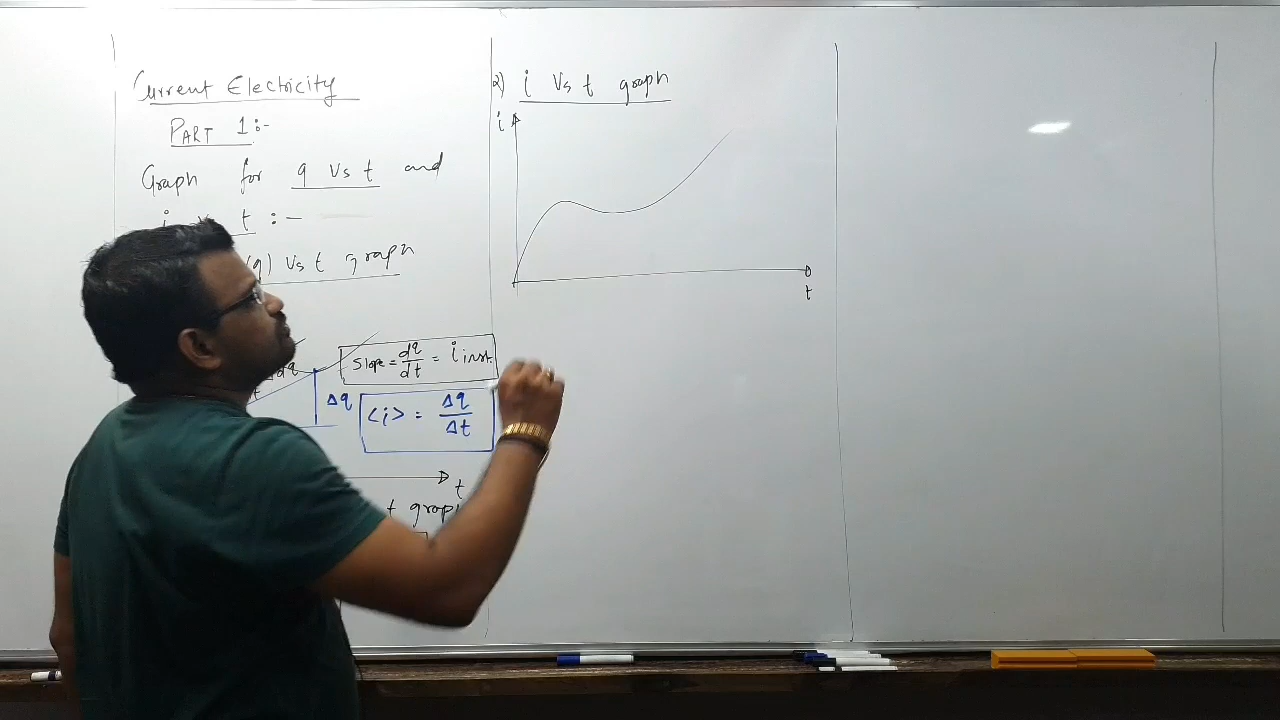 Current Electricity
PART 1:-
Graph for q Vs t and
i t :-
(q) Vs t graph
Slope = dq/dt = i inst.
Δq
<i> = Δq/Δt
t
t graph
2) i Vs t graph
i
t